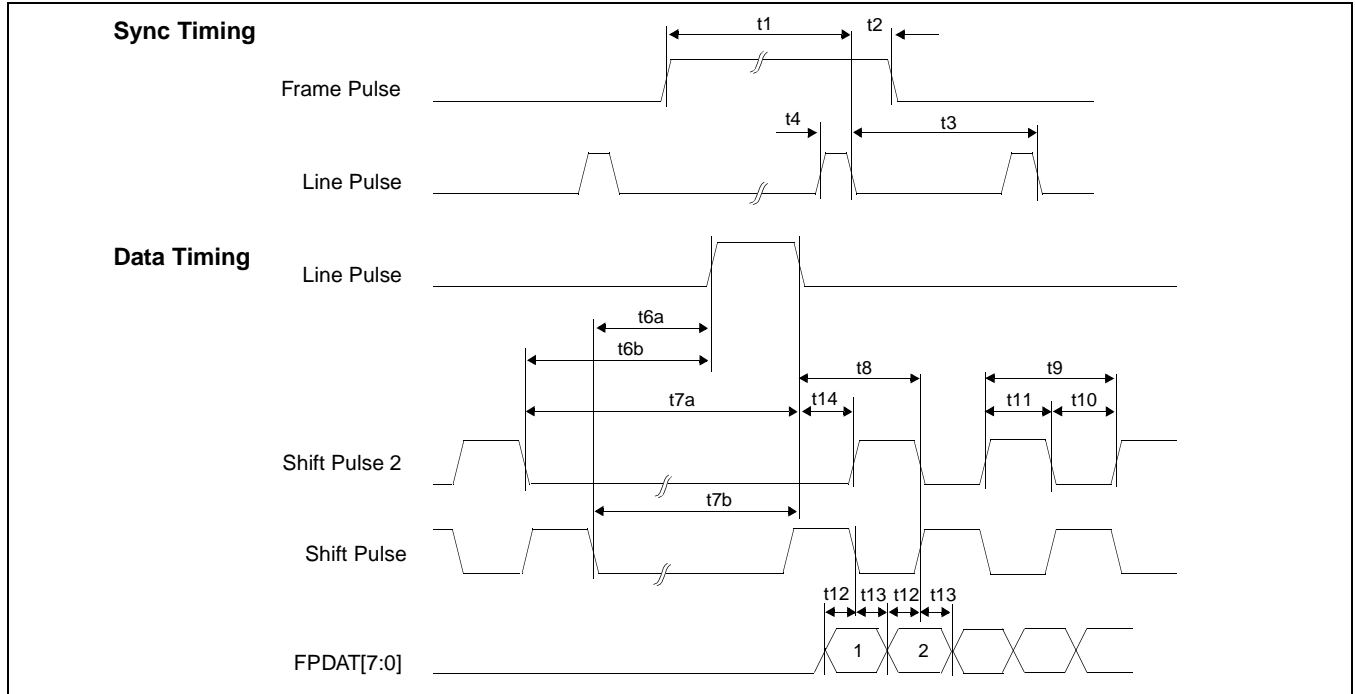 Sync Timing
t1
t2
Frame Pulse
t4
t3
Line Pulse
Data Timing
Line Pulse
t6a
t6b
t8
t9
t7a
t14
t11
t10
Shift Pulse 2
t7b
Shift Pulse
t12 t13 t12 t13
FPDAT[7:0]
1
2